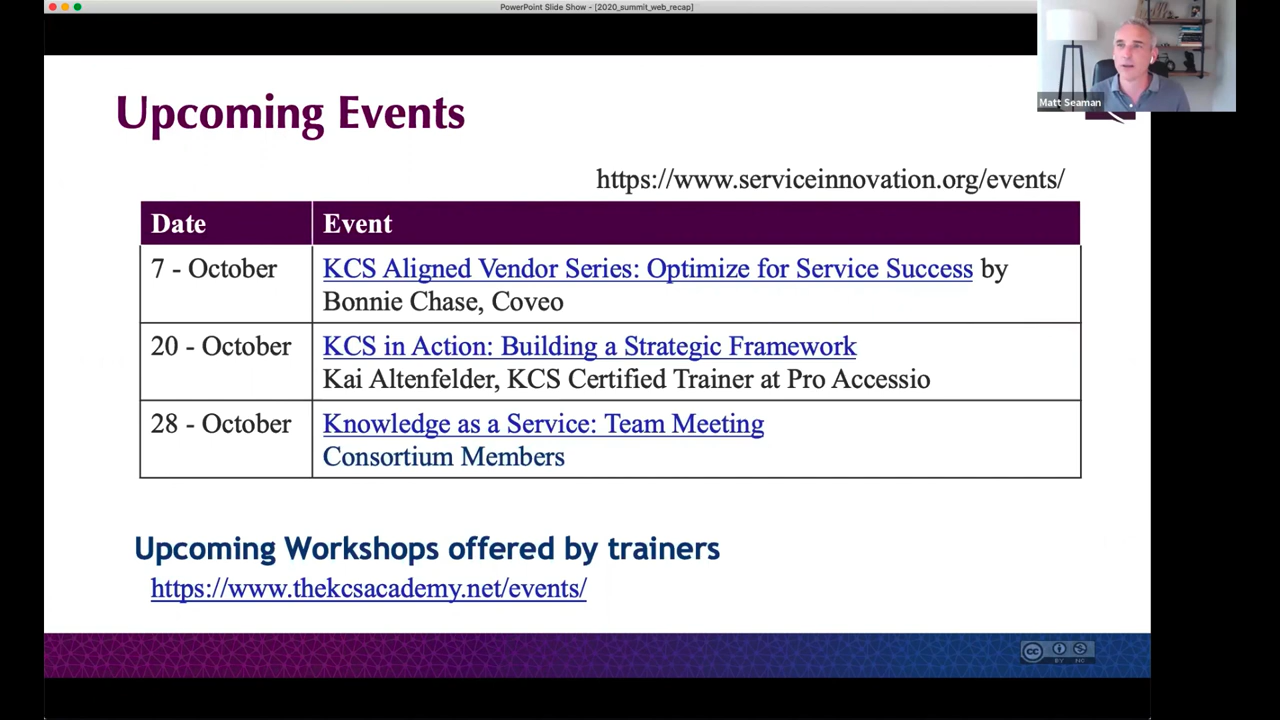 PowerPoint Slide Show - [2020_summit_web_recap]
Matt Seaman
Upcoming Events
https://www.serviceinnovation.org/events/
Date Event
7 - October KCS Aligned Vendor Series: Optimize for Service Success by
Bonnie Chase, Coveo
20 - October KCS in Action: Building a Strategic Framework
Kai Altenfelder, KCS Certified Trainer at Pro Accessio
28 - October Knowledge as a Service: Team Meeting
Consortium Members
Upcoming Workshops offered by trainers
https://www.thekcsacademy.net/events/
cc
BY NC